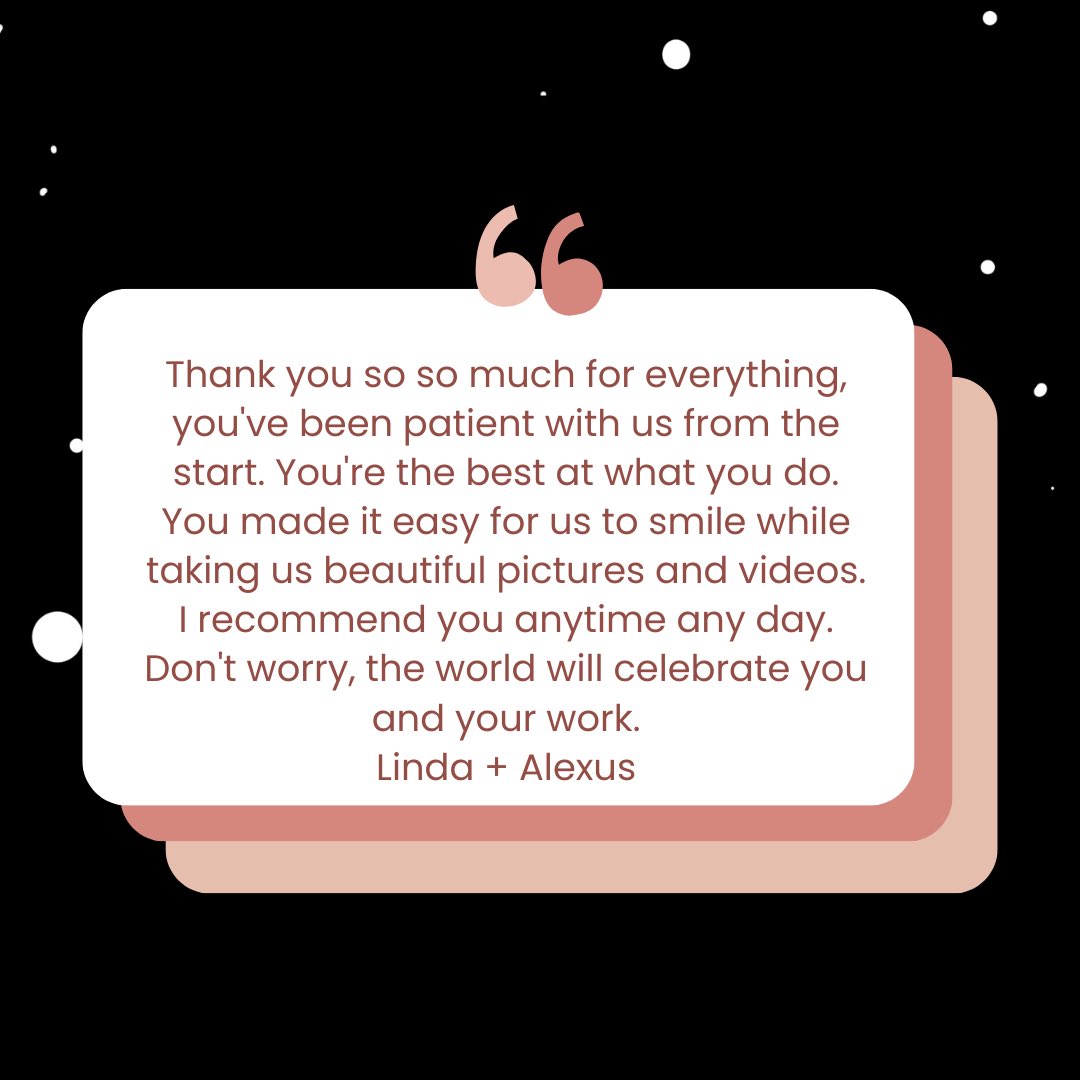 Thank you so so much for everything,
you've been patient with us from the
start. You're the best at what you do.
You made it easy for us to smile while
taking us beautiful pictures and videos.
I recommend you anytime any day.
Don't worry, the world will celebrate you
and your work.
Linda + Alexus